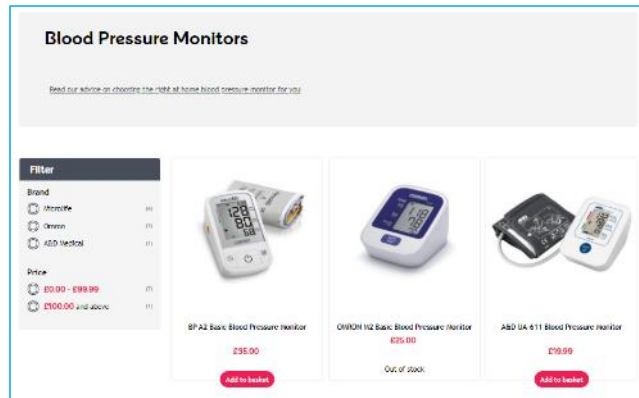 Blood Pressure Monitors
Read our advice on choosing the right at home blood pressure monitor for you
Filter
Brand
Microlife
Omron
A&D Medical
Price
£0.00 - £99.99
£100.00 and above
128
80
68
BP A2 Basic Blood Pressure Monitor
£35.00
Add to basket
OMRON M2 Basic Blood Pressure Monitor
£25.00
Out of stock
A&D UA-611 Blood Pressure Monitor
£19.99
Add to basket